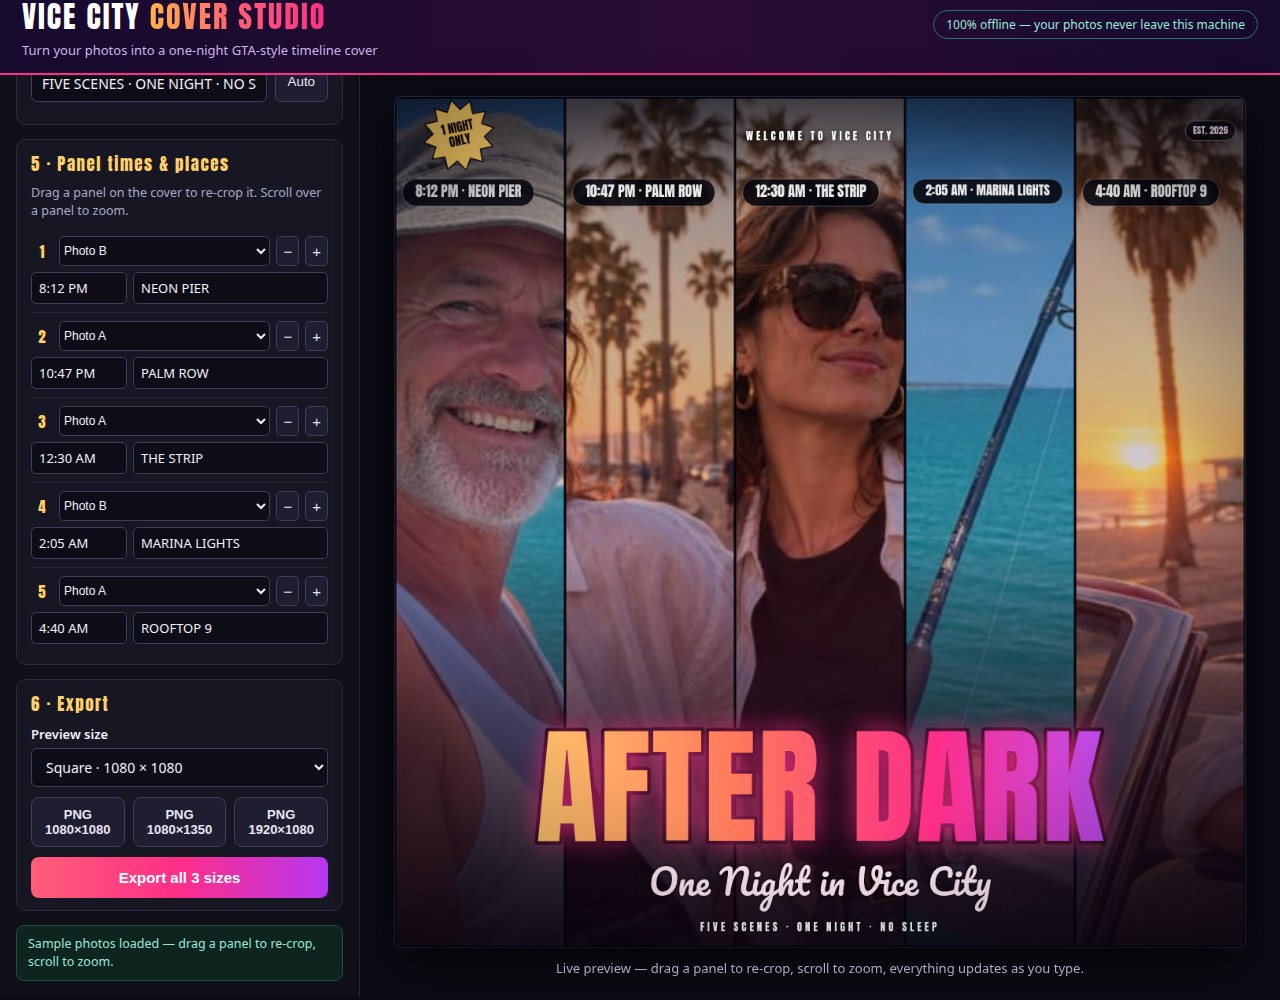 VICE CITY COVER STUDIO
Turn your photos into a one-night GTA-style timeline cover
100% offline — your photos never leave this machine
FIVE SCENES · ONE NIGHT · NO S
Auto
5 · Panel times & places
Drag a panel on the cover to re-crop it. Scroll over
a panel to zoom.
1 Photo B − +
8:12 PM NEON PIER
2 Photo A − +
10:47 PM PALM ROW
3 Photo A − +
12:30 AM THE STRIP
4 Photo B − +
2:05 AM MARINA LIGHTS
5 Photo A − +
4:40 AM ROOFTOP 9
6 · Export
Preview size
Square · 1080 × 1080
PNG
1080×1080
PNG
1080×1350
PNG
1920×1080
Export all 3 sizes
Sample photos loaded — drag a panel to re-crop,
scroll to zoom.
1 NIGHT
ONLY
WELCOME TO VICE CITY
EST. 2026
8:12 PM · NEON PIER
10:47 PM · PALM ROW
12:30 AM · THE STRIP
2:05 AM · MARINA LIGHTS
4:40 AM · ROOFTOP 9
AFTER DARK
One Night in Vice City
FIVE SCENES · ONE NIGHT · NO SLEEP
Live preview — drag a panel to re-crop, scroll to zoom, everything updates as you type.